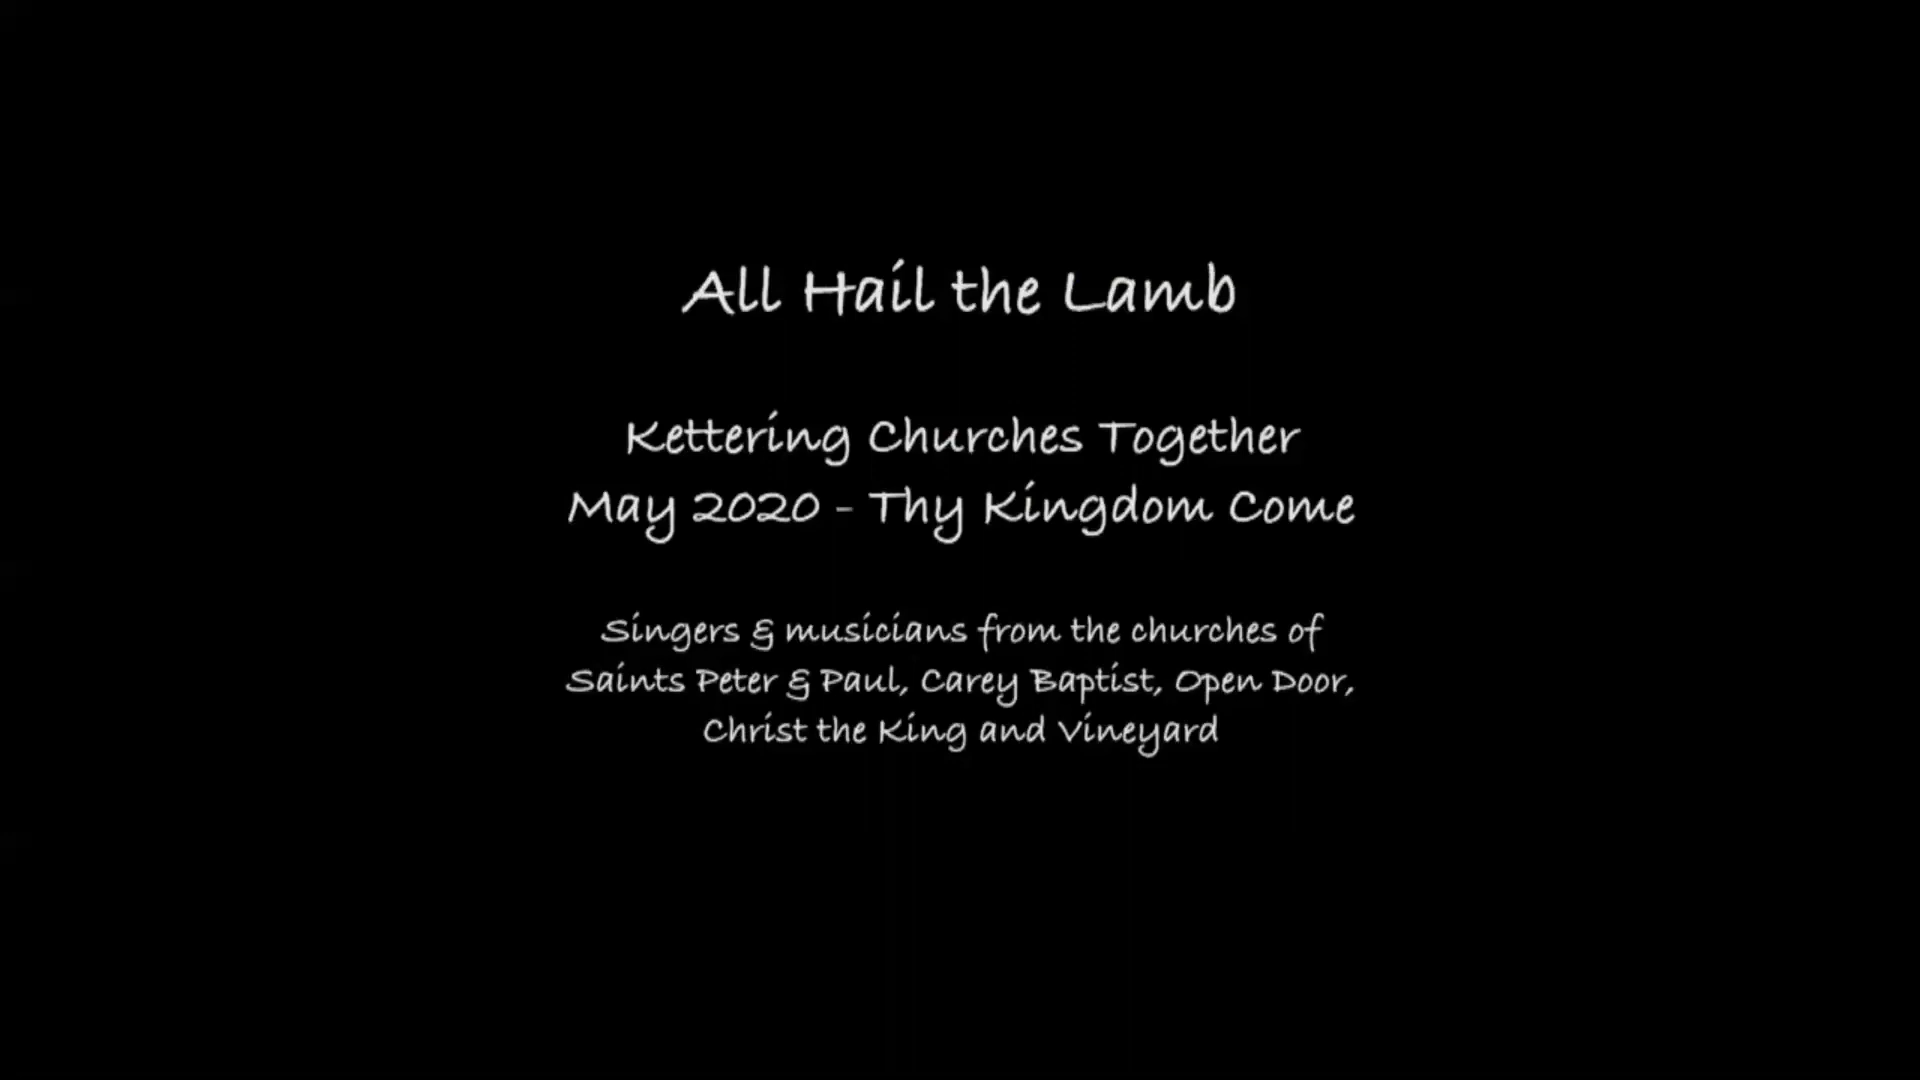 All Hail the Lamb
Kettering Churches Together
May 2020 - Thy Kingdom Come
Singers & musicians from the churches of
Saints Peter & Paul, Carey Baptist, Open Door,
Christ the King and Vineyard